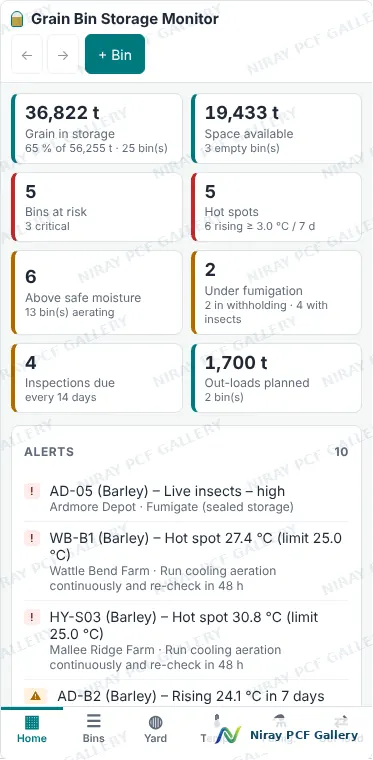 Grain Bin Storage Monitor
← → + Bin
36,822 t
Grain in storage
65 % of 56,255 t · 25 bin(s)
19,433 t
Space available
3 empty bin(s)
5
Bins at risk
3 critical
5
Hot spots
6 rising ≥ 3.0 °C / 7 d
6
Above safe moisture
13 bin(s) aerating
2
Under fumigation
2 in withholding · 4 with
insects
4
Inspections due
every 14 days
1,700 t
Out-loads planned
2 bin(s)
ALERTS 10
! AD-05 (Barley) – Live insects – high
Ardmore Depot · Fumigate (sealed storage)
! WB-B1 (Barley) – Hot spot 27.4 °C (limit 25.0
°C)
Wattle Bend Farm · Run cooling aeration
continuously and re-check in 48 h
! HY-S03 (Barley) – Hot spot 30.8 °C (limit
25.0 °C)
Mallee Ridge Farm · Run cooling aeration
continuously and re-check in 48 h
AD-B2 (Barley) – Rising 24.1 °C in 7 days
Home Bins Yard
Niray PCF Gallery
NIRAY PCF GALLERY